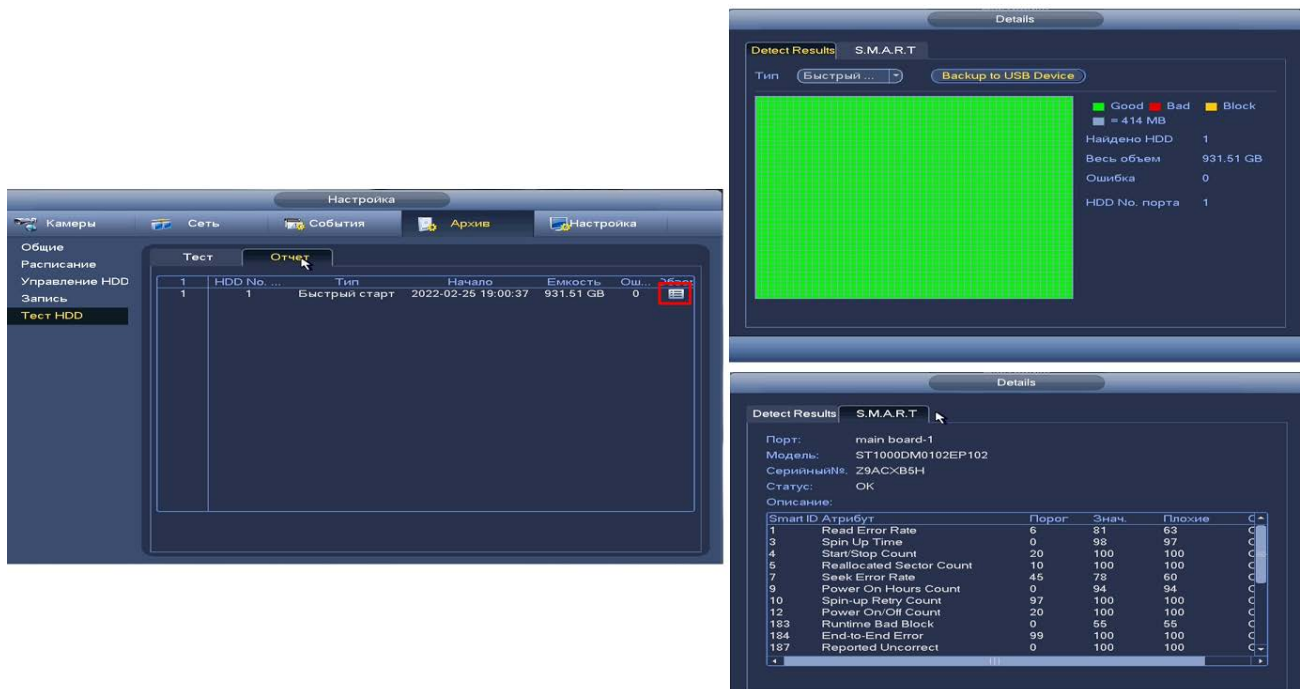 Настройка
Камеры Сеть События Архив Настройка
Общие
Расписание
Управление HDD
Запись
Тест HDD
Тест Отчет
1 HDD No. ... Тип Начало Емкость Ош...
1 1 Быстрый старт 2022-02-25 19:00:37 931.51 GB 0
Details
Detect Results S.M.A.R.T
Тип Быстрый ... Backup to USB Device
Good Bad Block
= 414 MB
Найдено HDD 1
Весь объем 931.51 GB
Ошибка 0
HDD No. порта 1
Details
Detect Results S.M.A.R.T
Порт: main board-1
Модель: ST1000DM0102EP102
Серийный№. Z9ACXB5H
Статус: OK
Описание:
Smart ID Атрибут Порог Знач. Плохие
1 Read Error Rate 6 81 63
3 Spin Up Time 0 98 97
4 Start/Stop Count 20 100 100
5 Reallocated Sector Count 10 100 100
7 Seek Error Rate 45 78 60
9 Power On Hours Count 0 94 94
10 Spin-up Retry Count 97 100 100
12 Power On/Off Count 20 100 100
183 Runtime Bad Block 0 55 55
184 End-to-End Error 99 100 100
187 Reported Uncorrect 0 100 100